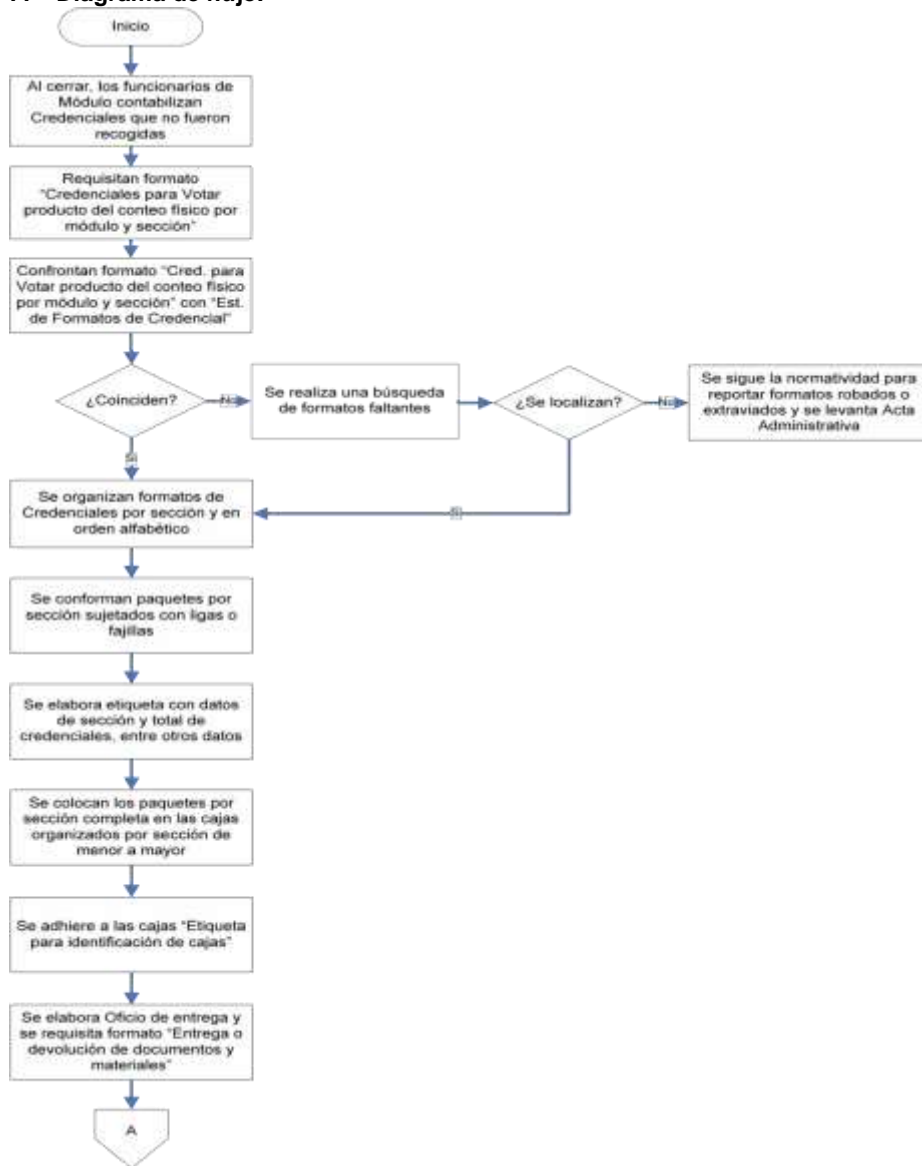 Diagrama de flujo.
Inicio
Al cerrar, los funcionarios de
Módulo contabilizan
Credenciales que no fueron
recogidas
Requisitan formato
"Credenciales para Votar
producto del conteo físico por
módulo y sección"
Confrontan formato "Cred. para
Votar producto del conteo físico
por módulo y sección" con "Est.
de Formatos de Credencial"
¿Coinciden?
No
Se realiza una búsqueda
de formatos faltantes
¿Se localizan?
No
Se sigue la normatividad para
reportar formatos robados o
extraviados y se levanta Acta
Administrativa
Si
Se organizan formatos de
Credenciales por sección y en
orden alfabético
Si
Se conforman paquetes por
sección sujetados con ligas o
fajillas
Se elabora etiqueta con datos
de sección y total de
credenciales, entre otros datos
Se colocan los paquetes por
sección completa en las cajas
organizados por sección de
menor a mayor
Se adhiere a las cajas "Etiqueta
para identificación de cajas"
Se elabora Oficio de entrega y
se requisita formato "Entrega o
devolución de documentos y
materiales"
A